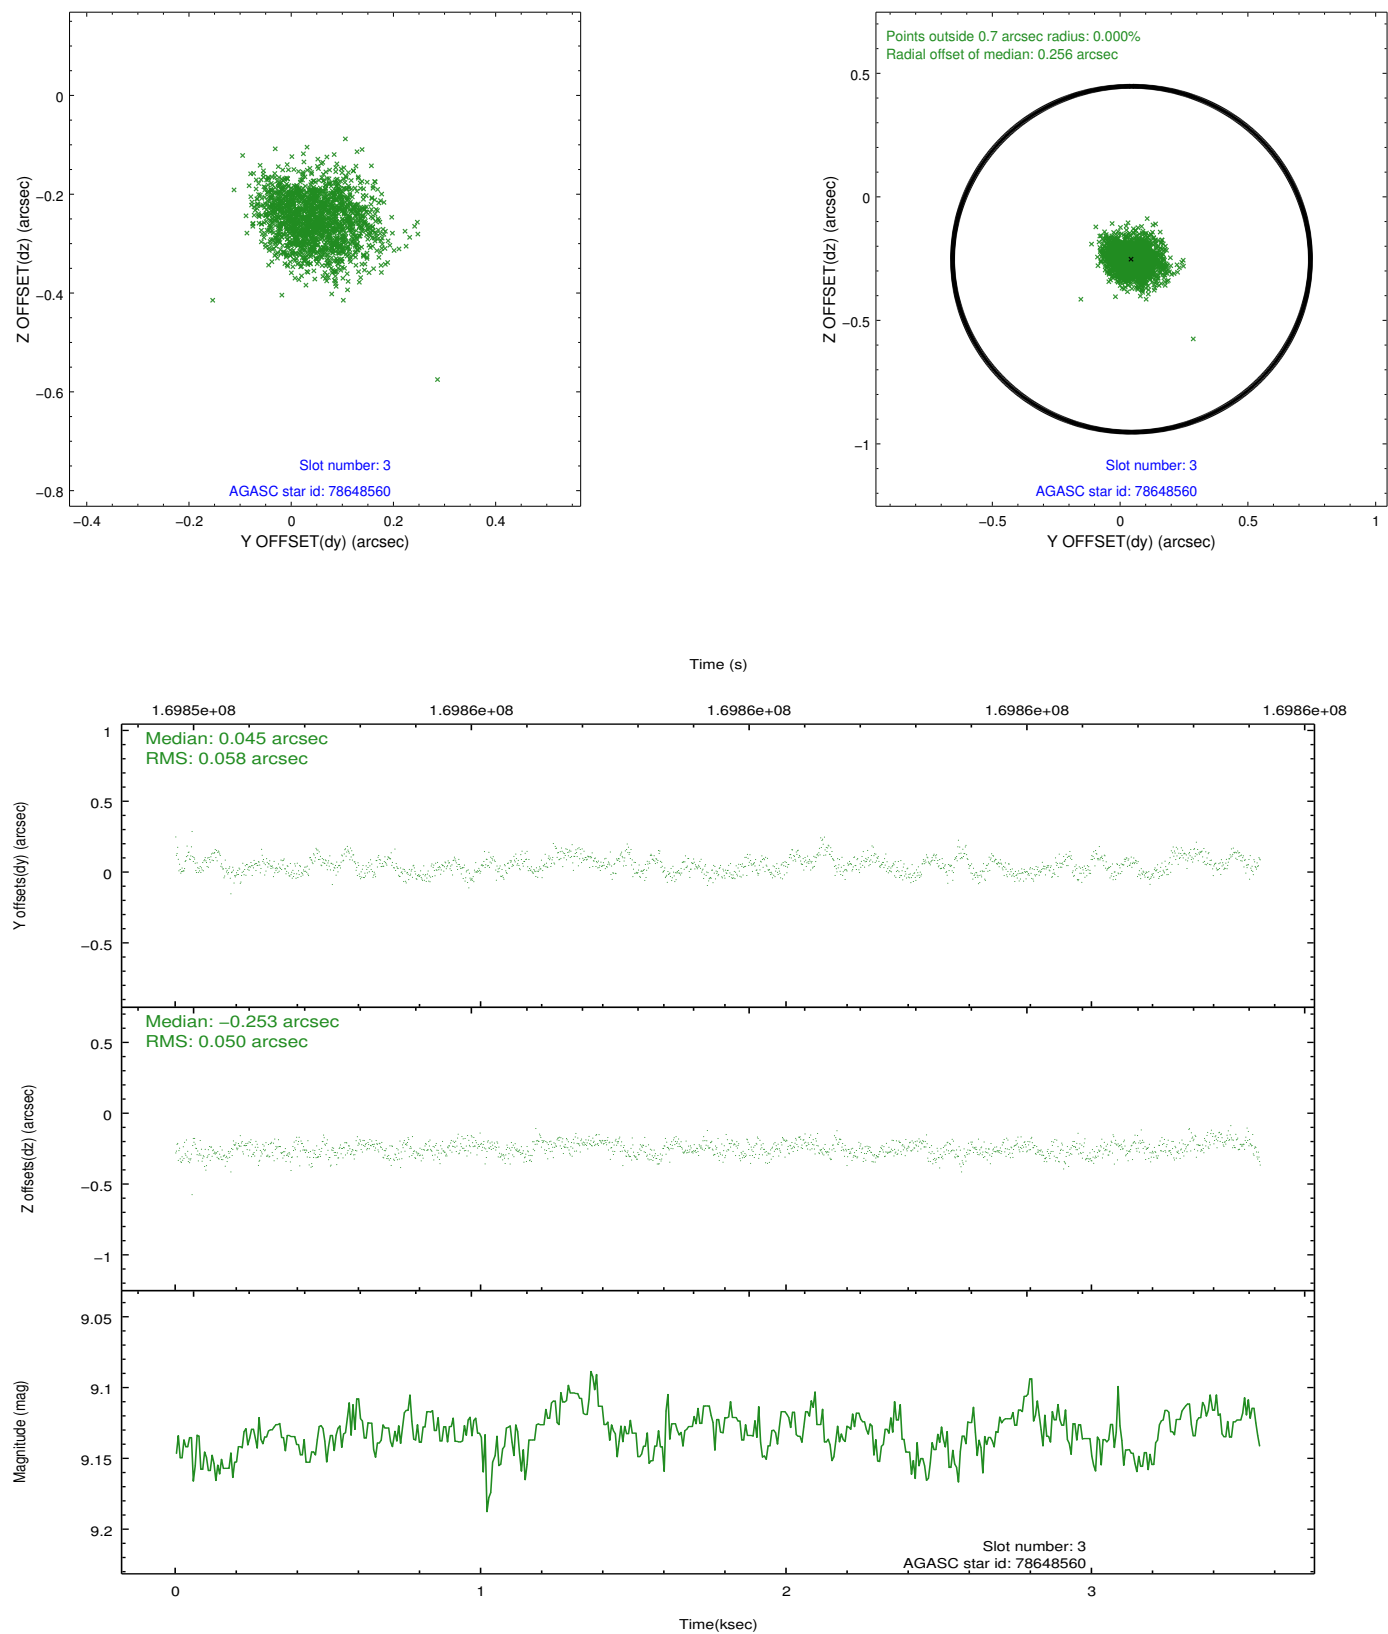 0
−0.2
−0.4
−0.6
−0.8
Z OFFSET(dz) (arcsec)
Slot number: 3
AGASC star id: 78648560
−0.4
−0.2
0
0.2
0.4
Y OFFSET(dy) (arcsec)
Points outside 0.7 arcsec radius: 0.000%
Radial offset of median: 0.256 arcsec
0.5
0
−0.5
−1
Z OFFSET(dz) (arcsec)
Slot number: 3
AGASC star id: 78648560
−0.5
0
0.5
1
Y OFFSET(dy) (arcsec)
Time (s)
1.6985e+08
1.6986e+08
1.6986e+08
1.6986e+08
1.6986e+08
Median: 0.045 arcsec
RMS: 0.058 arcsec
1
0.5
0
−0.5
Y offsets(dy) (arcsec)
Median: −0.253 arcsec
RMS: 0.050 arcsec
0.5
0
−0.5
−1
Z offsets(dz) (arcsec)
9.05
9.1
9.15
9.2
Magnitude (mag)
Slot number: 3
AGASC star id: 78648560
0
1
2
3
Time(ksec)